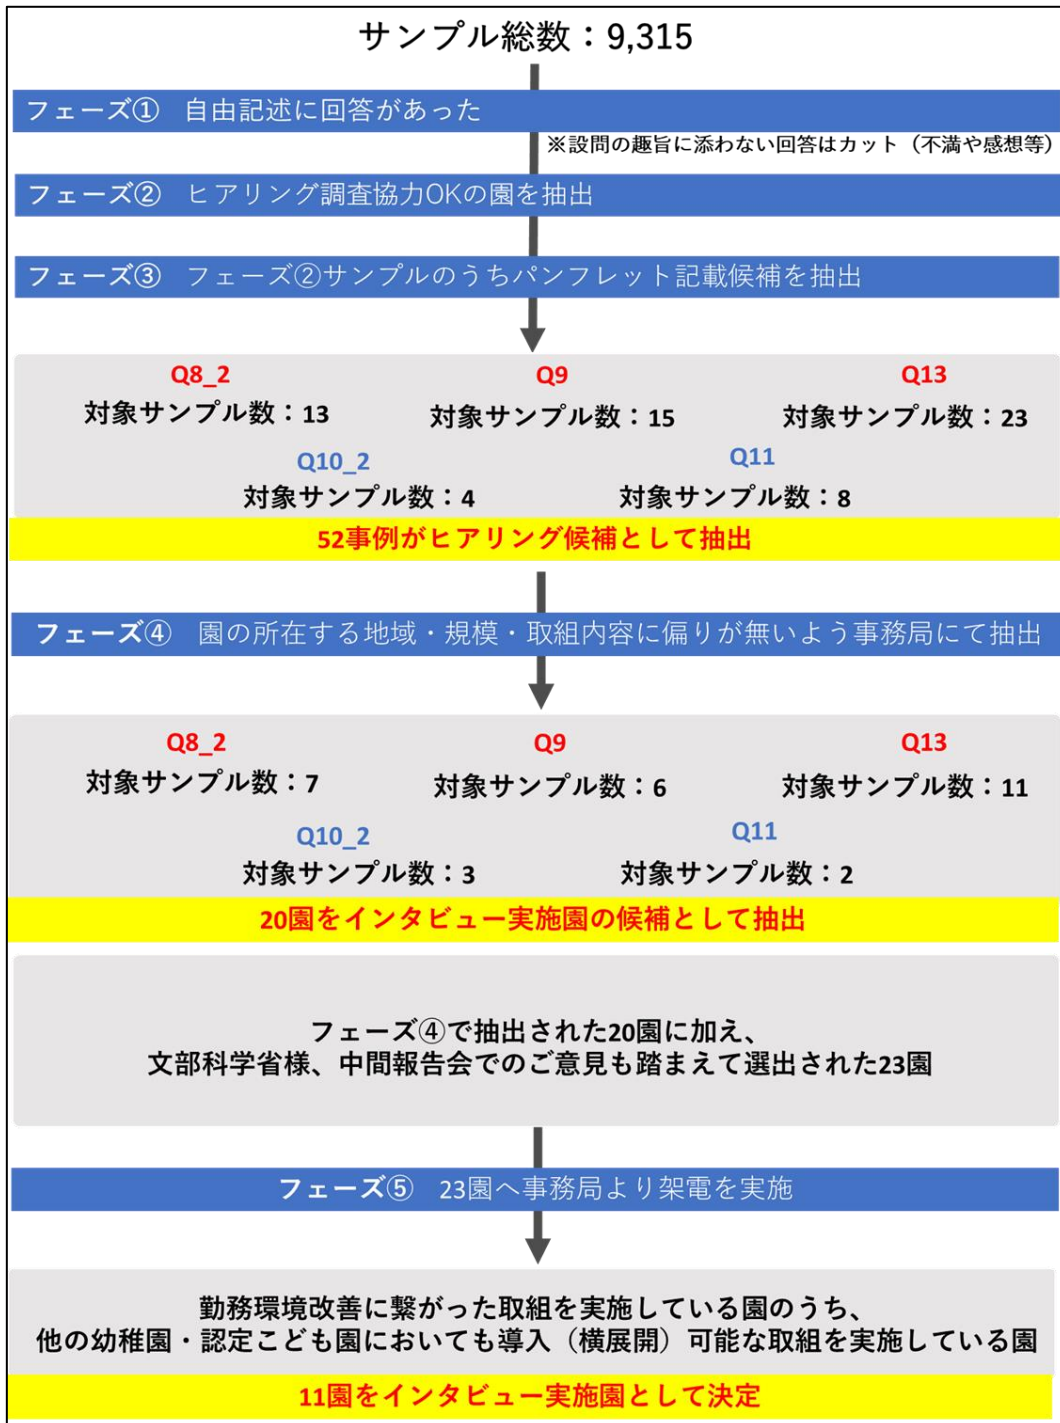 サンプル総数：9,315
フェーズ①　自由記述に回答があった
※設問の趣旨に添わない回答はカット（不満や感想等）
フェーズ②　ヒアリング調査協力OKの園を抽出
フェーズ③　フェーズ②サンプルのうちパンフレット記載候補を抽出
Q8_2
対象サンプル数：13
Q9
対象サンプル数：15
Q13
対象サンプル数：23
Q10_2
対象サンプル数：4
Q11
対象サンプル数：8
52事例がヒアリング候補として抽出
フェーズ④　園の所在する地域・規模・取組内容に偏りが無いよう事務局にて抽出
Q8_2
対象サンプル数：7
Q9
対象サンプル数：6
Q13
対象サンプル数：11
Q10_2
対象サンプル数：3
Q11
対象サンプル数：2
20園をインタビュー実施園の候補として抽出
フェーズ④で抽出された20園に加え、
文部科学省様、中間報告会でのご意見も踏まえて選出された23園
フェーズ⑤　23園へ事務局より架電を実施
勤務環境改善に繋がった取組を実施している園のうち、
他の幼稚園・認定こども園においても導入（横展開）可能な取組を実施している園
11園をインタビュー実施園として決定